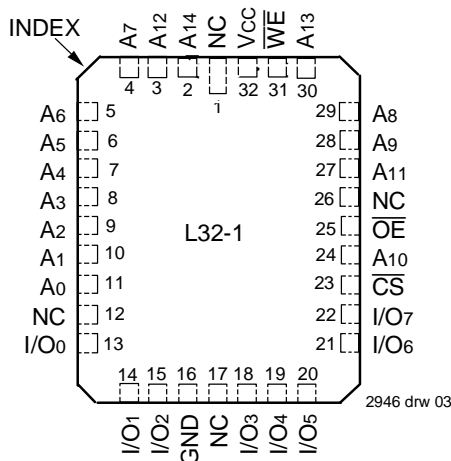 INDEX
A7 A12 A14 NC VCC WE A13
4 3 2 1 32 31 30
A6 5 29 A8
A5 6 28 A9
A4 7 27 A11
A3 8 26 NC
A2 9 L32-1 25 OE
A1 10 24 A10
A0 11 23 CS
NC 12 22 I/O7
I/O0 13 21 I/O6
14 15 16 17 18 19 20
I/O1 I/O2 GND NC I/O3 I/O4 I/O5
2946 drw 03